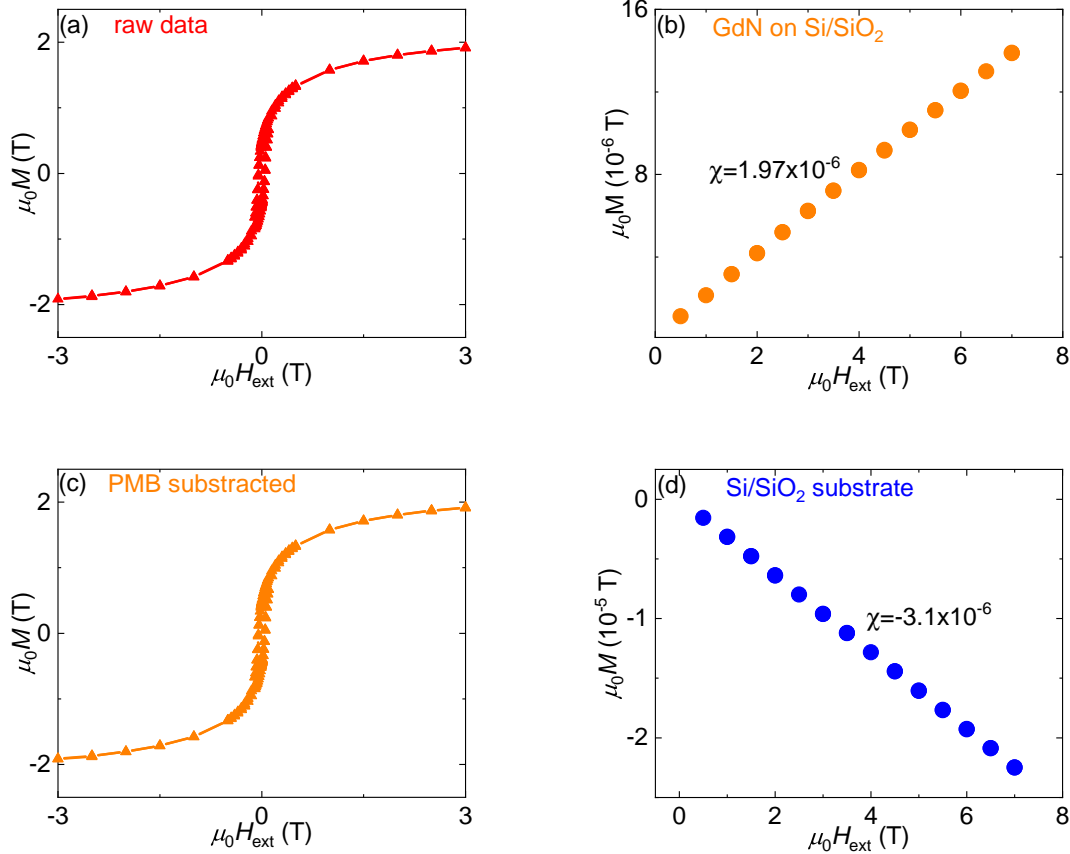 (a) raw data
2
0
-2
μ₀M (T)
-3 0 3
μ₀Hext (T)
(b) GdN on Si/SiO₂
16
8
μ₀M (10⁻⁶ T)
χ=1.97x10⁻⁶
0 2 4 6 8
μ₀Hext (T)
(c) PMB substracted
2
0
-2
μ₀M (T)
-3 0 3
μ₀Hext (T)
(d) Si/SiO₂ substrate
0
-1
-2
μ₀M (10⁻⁵ T)
χ=-3.1x10⁻⁶
0 2 4 6 8
μ₀Hext (T)